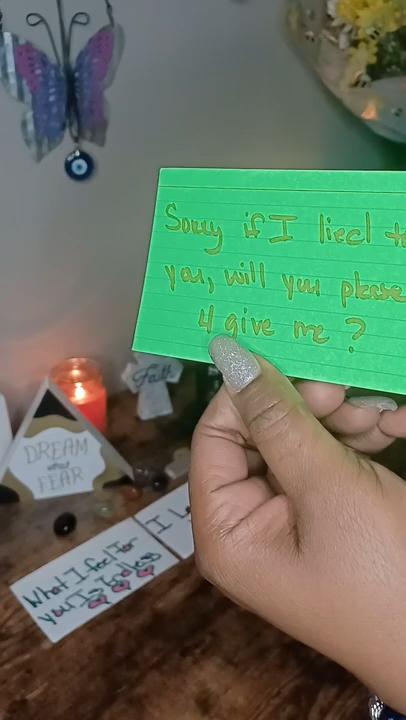 Sorry if I lied to
you, will you please
4 give me?
Faith
DREAM
without
FEAR
What I feel for
you Is Endless
I